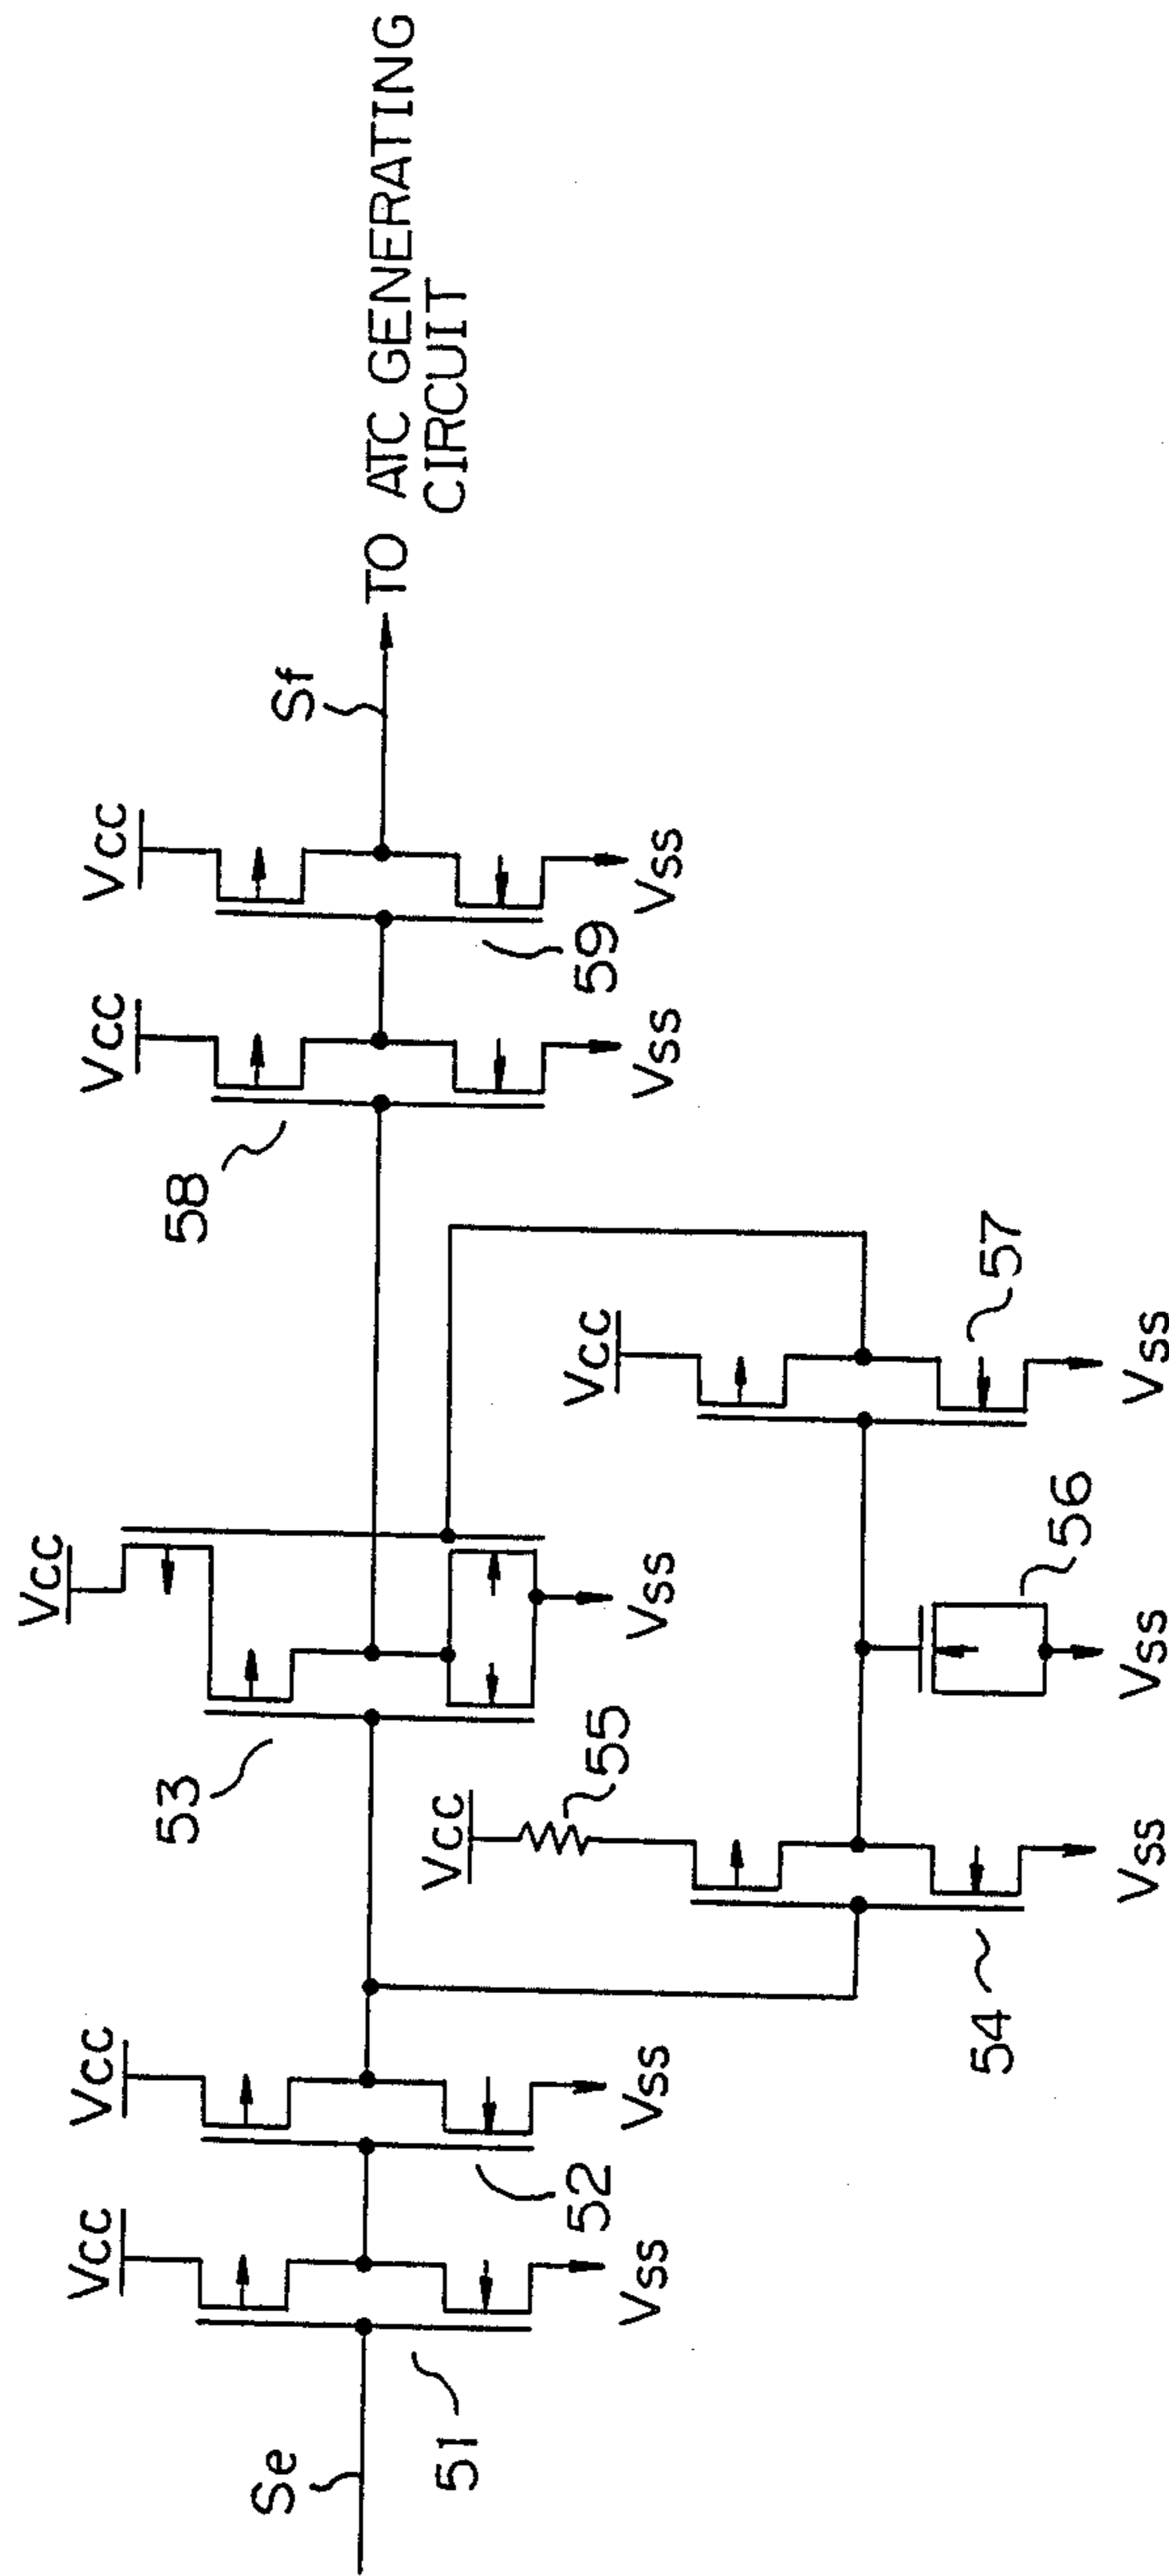 Se
51
Vcc
Vss
52
Vcc
Vss
53
Vcc
Vss
54
Vcc
55
Vss
56
Vss
57
Vcc
Vss
58
Vcc
Vss
59
Vcc
Vss
Sf
TO ATC GENERATING
CIRCUIT